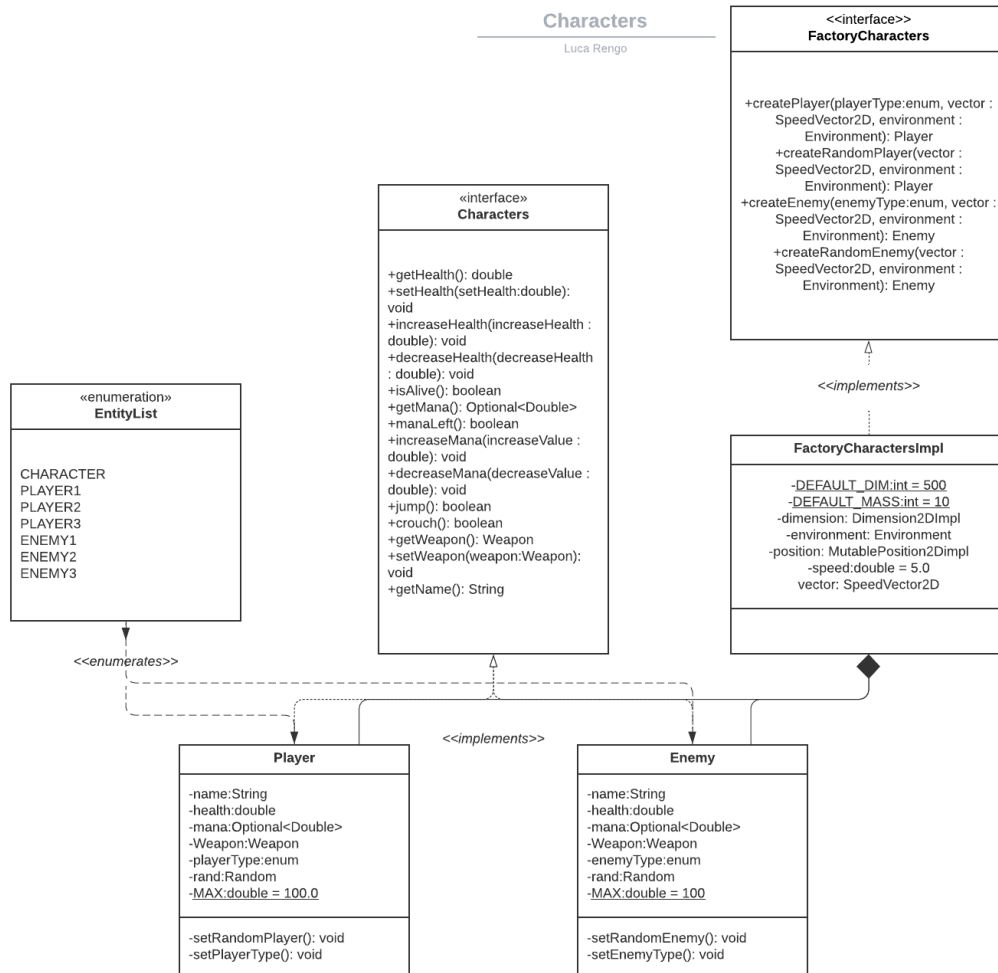 Characters
Luca Rengo
<<interface>>
FactoryCharacters
+createPlayer(playerType:enum, vector :
SpeedVector2D, environment :
Environment): Player
+createRandomPlayer(vector :
SpeedVector2D, environment :
Environment): Player
+createEnemy(enemyType:enum, vector :
SpeedVector2D, environment :
Environment): Enemy
+createRandomEnemy(vector :
SpeedVector2D, environment :
Environment): Enemy
«interface»
Characters
+getHealth(): double
+setHealth(setHealth:double):
void
+increaseHealth(increaseHealth :
double): void
+decreaseHealth(decreaseHealth
: double): void
+isAlive(): boolean
+getMana(): Optional<Double>
+manaLeft(): boolean
+increaseMana(increaseValue :
double): void
+decreaseMana(decreaseValue :
double): void
+jump(): boolean
+crouch(): boolean
+getWeapon(): Weapon
+setWeapon(weapon:Weapon):
void
+getName(): String
<<implements>>
«enumeration»
EntityList
CHARACTER
PLAYER1
PLAYER2
PLAYER3
ENEMY1
ENEMY2
ENEMY3
FactoryCharactersImpl
-DEFAULT_DIM:int = 500
-DEFAULT_MASS:int = 10
-dimension: Dimension2DImpl
-environment: Environment
-position: MutablePosition2Dimpl
-speed:double = 5.0
vector: SpeedVector2D
<<enumerates>>
<<implements>>
Player
-name:String
-health:double
-mana:Optional<Double>
-Weapon:Weapon
-playerType:enum
-rand:Random
-MAX:double = 100.0
-setRandomPlayer(): void
-setPlayerType(): void
Enemy
-name:String
-health:double
-mana:Optional<Double>
-Weapon:Weapon
-enemyType:enum
-rand:Random
-MAX:double = 100
-setRandomEnemy(): void
-setEnemyType(): void